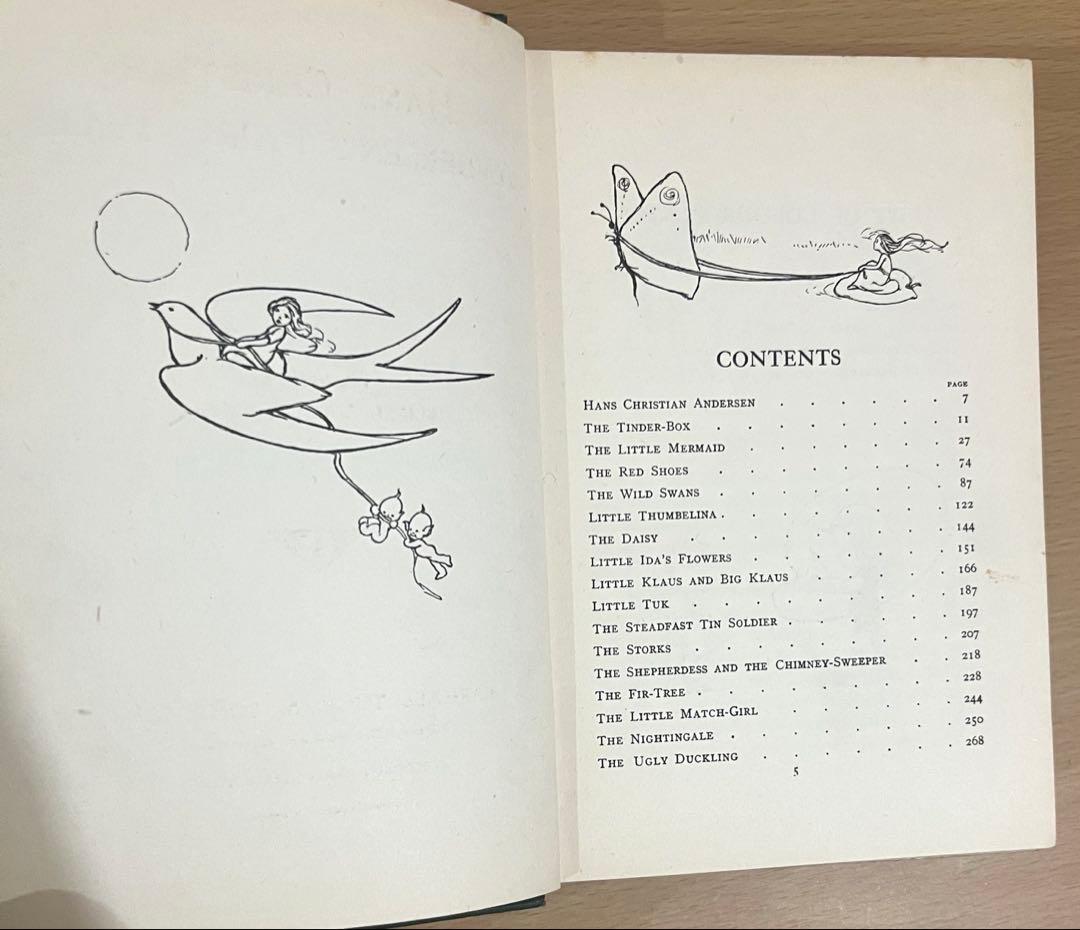 CONTENTS
PAGE
HANS CHRISTIAN ANDERSEN . . . . . . 7
THE TINDER-BOX . . . . . . . 11
THE LITTLE MERMAID . . . . . . 27
THE RED SHOES . . . . . . . 74
THE WILD SWANS . . . . . . . 87
LITTLE THUMBELINA . . . . . . . 122
THE DAISY . . . . . . . 144
LITTLE IDA'S FLOWERS . . . . . . 151
LITTLE KLAUS AND BIG KLAUS . . . . . 166
LITTLE TUK . . . . . . . . 187
THE STEADFAST TIN SOLDIER . . . . . . 197
THE STORKS . . . . . . . . 207
THE SHEPHERDESS AND THE CHIMNEY-SWEEPER . . 218
THE FIR-TREE . . . . . . . . 228
THE LITTLE MATCH-GIRL . . . . . . 244
THE NIGHTINGALE . . . . . . . 250
THE UGLY DUCKLING . . . . . . 268
5